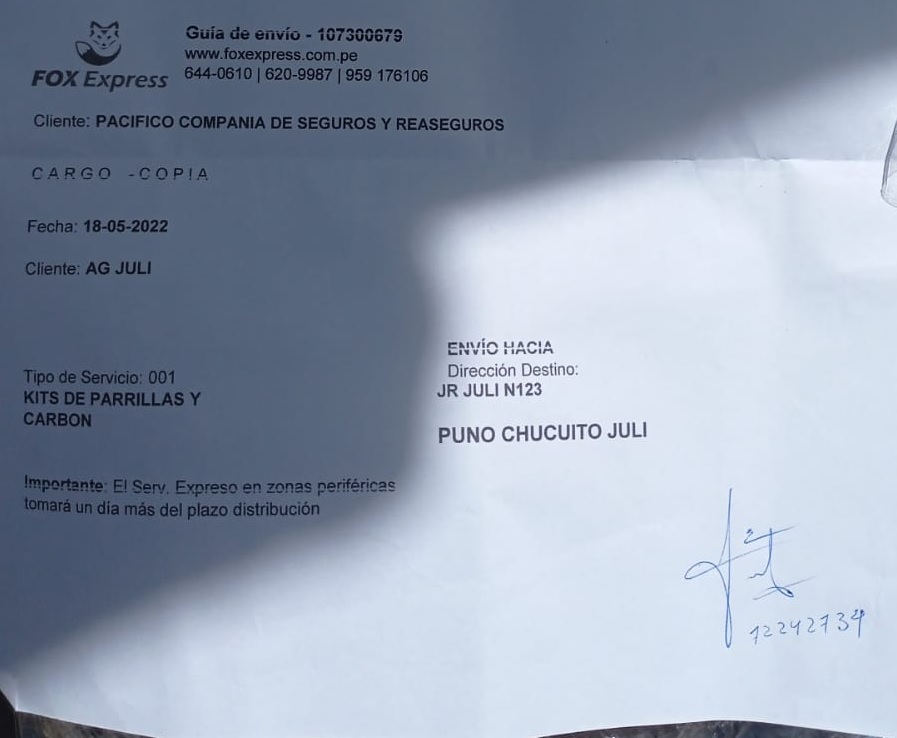 FOX Express
Guía de envío - 107300679
www.foxexpress.com.pe
644-0610 | 620-9987 | 959 176106
Cliente: PACIFICO COMPANIA DE SEGUROS Y REASEGUROS
CARGO -COPIA
Fecha: 18-05-2022
Cliente: AG JULI
Tipo de Servicio: 001
KITS DE PARRILLAS Y
CARBON
Importante: El Serv. Expreso en zonas periféricas
tomará un día más del plazo distribución
ENVÍO HACIA
Dirección Destino:
JR JULI N123
PUNO CHUCUITO JULI
12242734